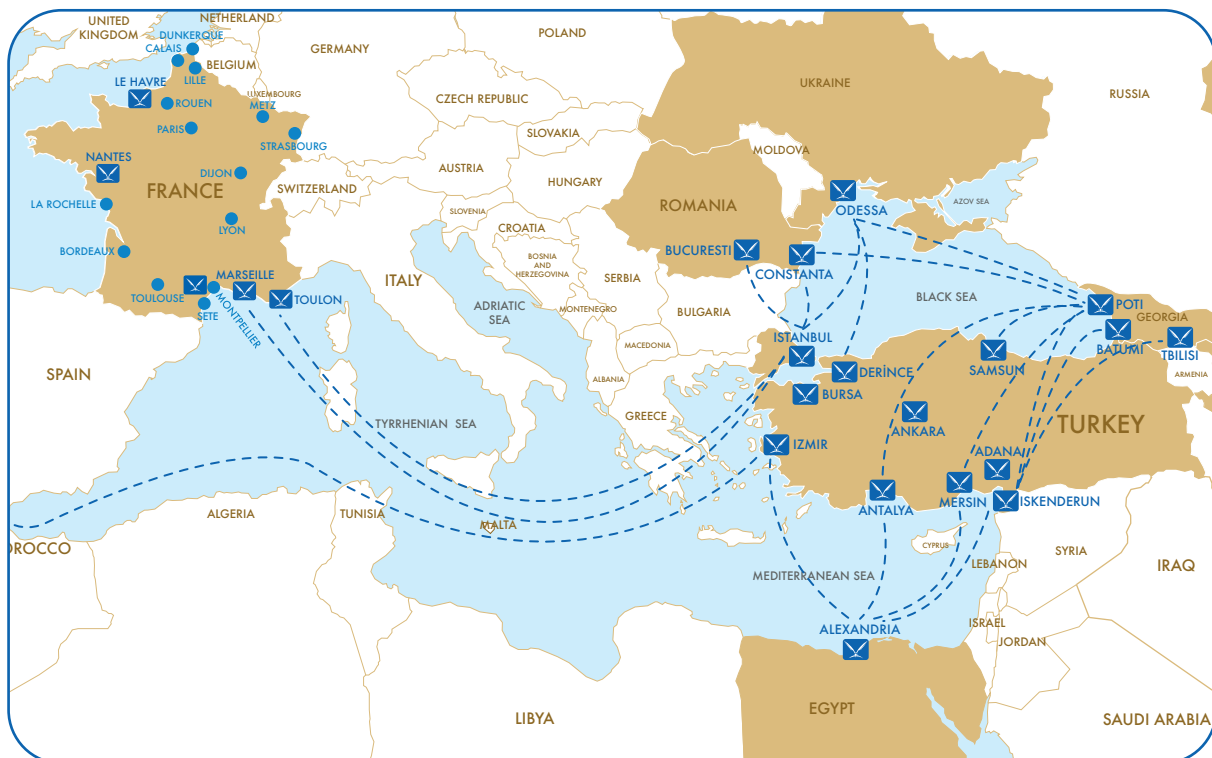 UNITED
KINGDOM
NETHERLAND
DUNKERQUE
CALAIS
BELGIUM
LILLE
GERMANY
POLAND
UKRAINE
RUSSIA
LE HAVRE
ROUEN
LUXEMBOURG
METZ
PARIS
STRASBOURG
CZECH REPUBLIC
SLOVAKIA
MOLDOVA
NANTES
DIJON
FRANCE
SWITZERLAND
AUSTRIA
HUNGARY
LA ROCHELLE
LYON
SLOVENIA
CROATIA
ROMANIA
ODESSA
AZOV SEA
BORDEAUX
BOSNIA
AND
HERZEGOVINA
SERBIA
BUCURESTI
CONSTANTA
TOULOUSE
MARSEILLE
TOULON
SETE
MONTPELLIER
ITALY
ADRIATIC
SEA
MONTENEGRO
BULGARIA
BLACK SEA
POTI
GEORGIA
BATUMI
TBILISI
ARMENIA
MACEDONIA
ALBANIA
ISTANBUL
DERİNCE
SAMSUN
BURSA
ANKARA
TURKEY
SPAIN
TYRRHENIAN SEA
GREECE
IZMIR
ADANA
ANTALYA
MERSIN
ISKENDERUN
ALGERIA
TUNISIA
MALTA
OROCCO
CYPRUS
LEBANON
SYRIA
IRAQ
MEDITERRANEAN SEA
ALEXANDRIA
ISRAEL
JORDAN
LIBYA
EGYPT
SAUDI ARABIA